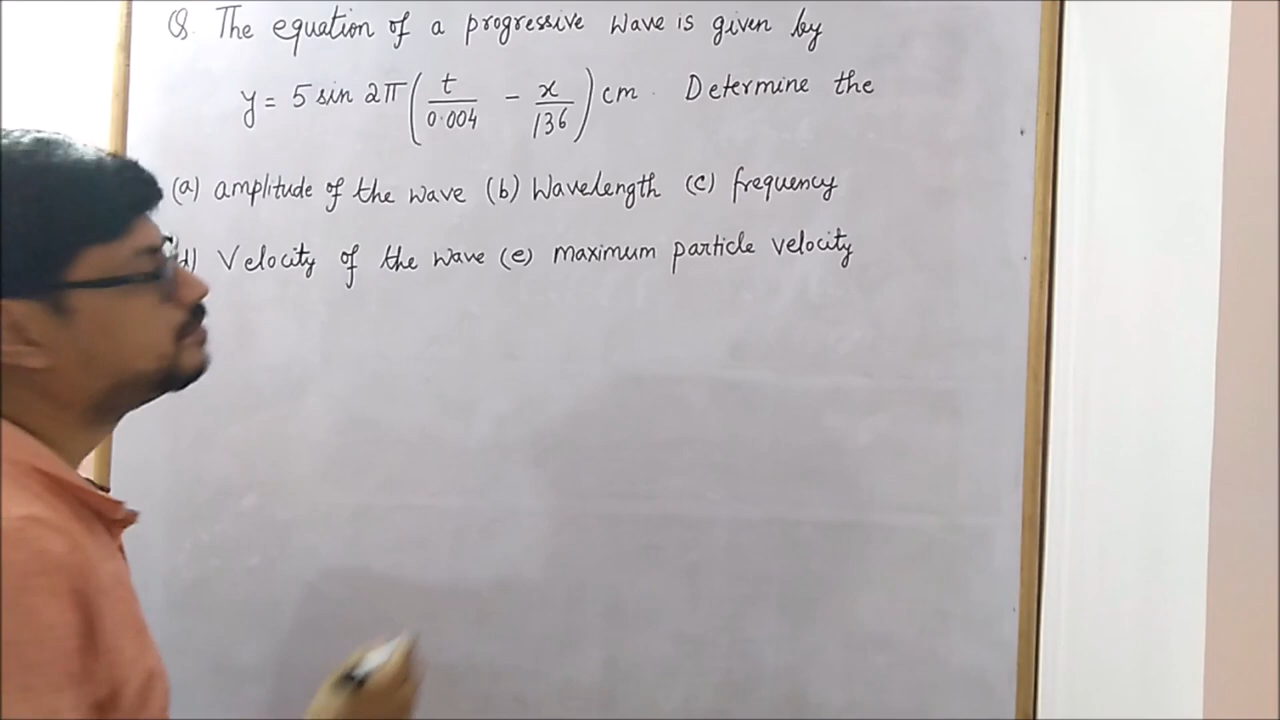 Q. The equation of a progressive wave is given by
y = 5 sin 2π(t/0.004 - x/136) cm. Determine the
(a) amplitude of the wave (b) Wavelength (c) frequency
(d) Velocity of the wave (e) maximum particle velocity